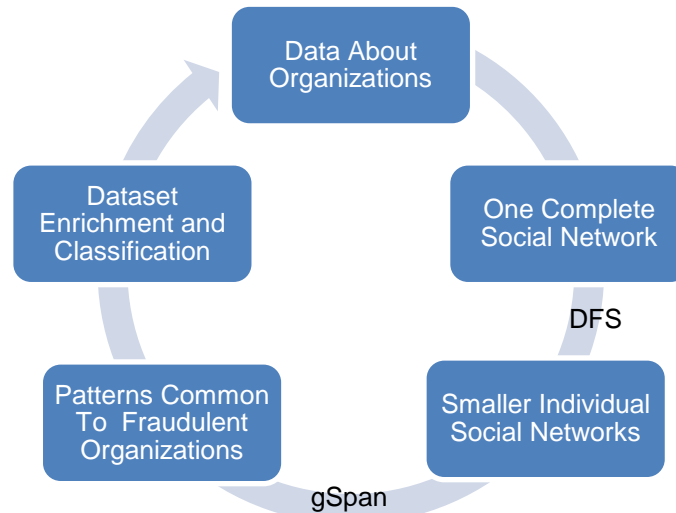 Data About
Organizations
One Complete
Social Network
DFS
Smaller Individual
Social Networks
gSpan
Patterns Common
To Fraudulent
Organizations
Dataset
Enrichment and
Classification